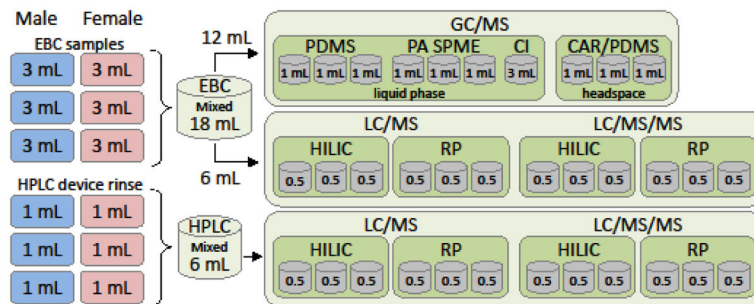 Male Female
EBC samples
3 mL 3 mL
3 mL 3 mL
3 mL 3 mL
HPLC device rinse
1 mL 1 mL
1 mL 1 mL
1 mL 1 mL
12 mL
EBC
Mixed
18 mL
6 mL
HPLC
Mixed
6 mL
GC/MS
PDMS PA SPME CI
1 mL 1 mL 1 mL 1 mL 1 mL 1 mL 3 mL
liquid phase
CAR/PDMS
1 mL 1 mL 1 mL
headspace
LC/MS LC/MS/MS
HILIC RP HILIC RP
0.5 0.5 0.5 0.5 0.5 0.5 0.5 0.5 0.5 0.5 0.5 0.5
LC/MS LC/MS/MS
HILIC RP HILIC RP
0.5 0.5 0.5 0.5 0.5 0.5 0.5 0.5 0.5 0.5 0.5 0.5